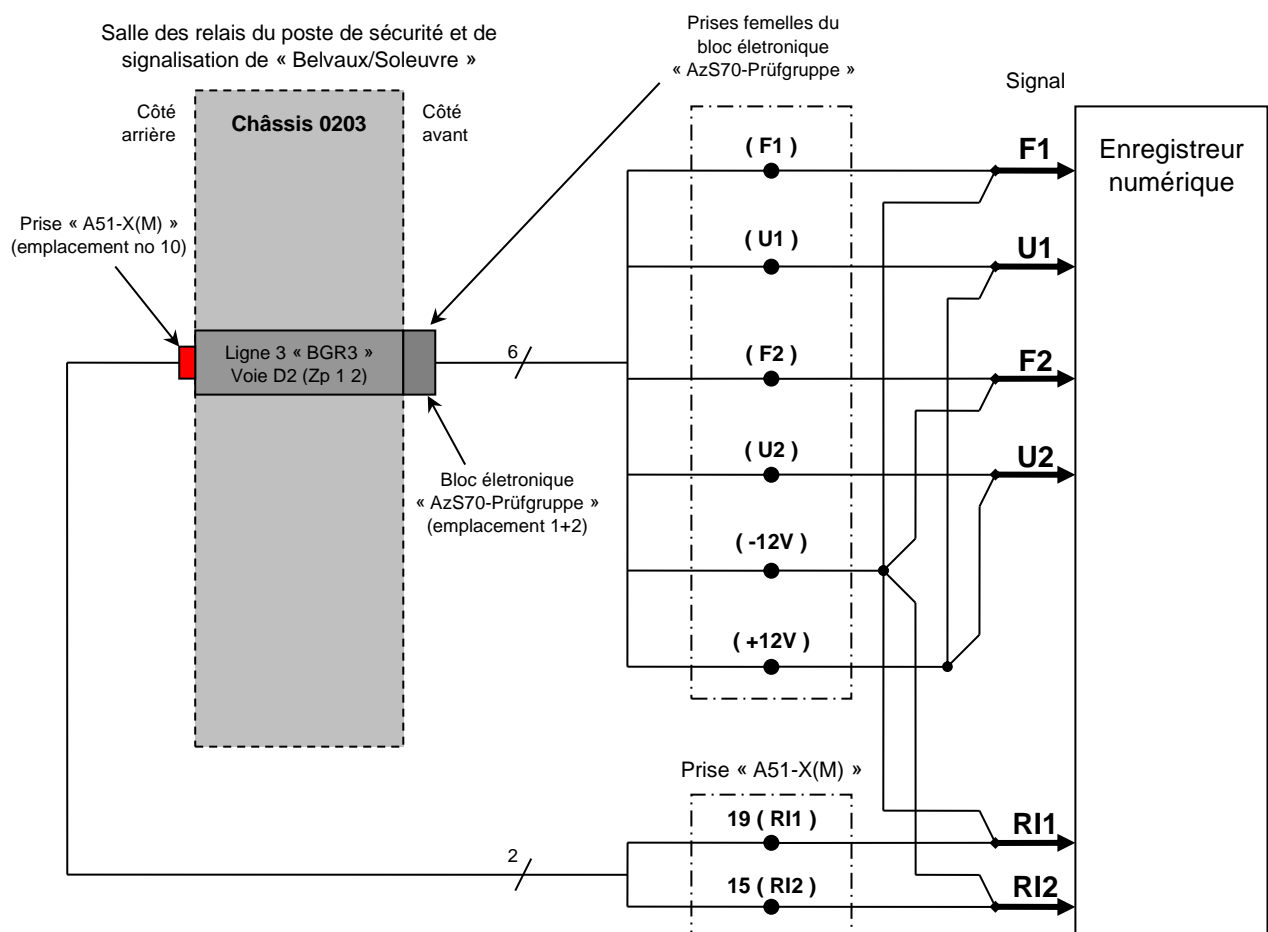 Salle des relais du poste de sécurité et de
signalisation de « Belvaux/Soleuvre »
Prises femelles du
bloc életronique
« AzS70-Prüfgruppe »
Signal
Côté
arrière
Châssis 0203
Côté
avant
( F1 )
F1
Enregistreur
numérique
Prise « A51-X(M) »
(emplacement no 10)
( U1 )
U1
Ligne 3 « BGR3 »
Voie D2 (Zp 1 2)
6
( F2 )
F2
( U2 )
U2
Bloc életronique
« AzS70-Prüfgruppe »
(emplacement 1+2)
( -12V )
( +12V )
Prise « A51-X(M) »
19 ( RI1 )
RI1
2
15 ( RI2 )
RI2